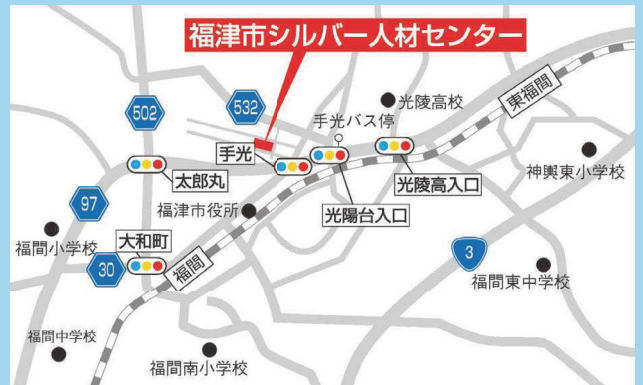 福津市シルバー人材センター
502
532
光陵高校
東福間
手光バス停
手光
太郎丸
光陵高入口
神興東小学校
光陽台入口
福津市役所
97
福間小学校
大和町
30
福間
3
福間東中学校
福間中学校
福間南小学校